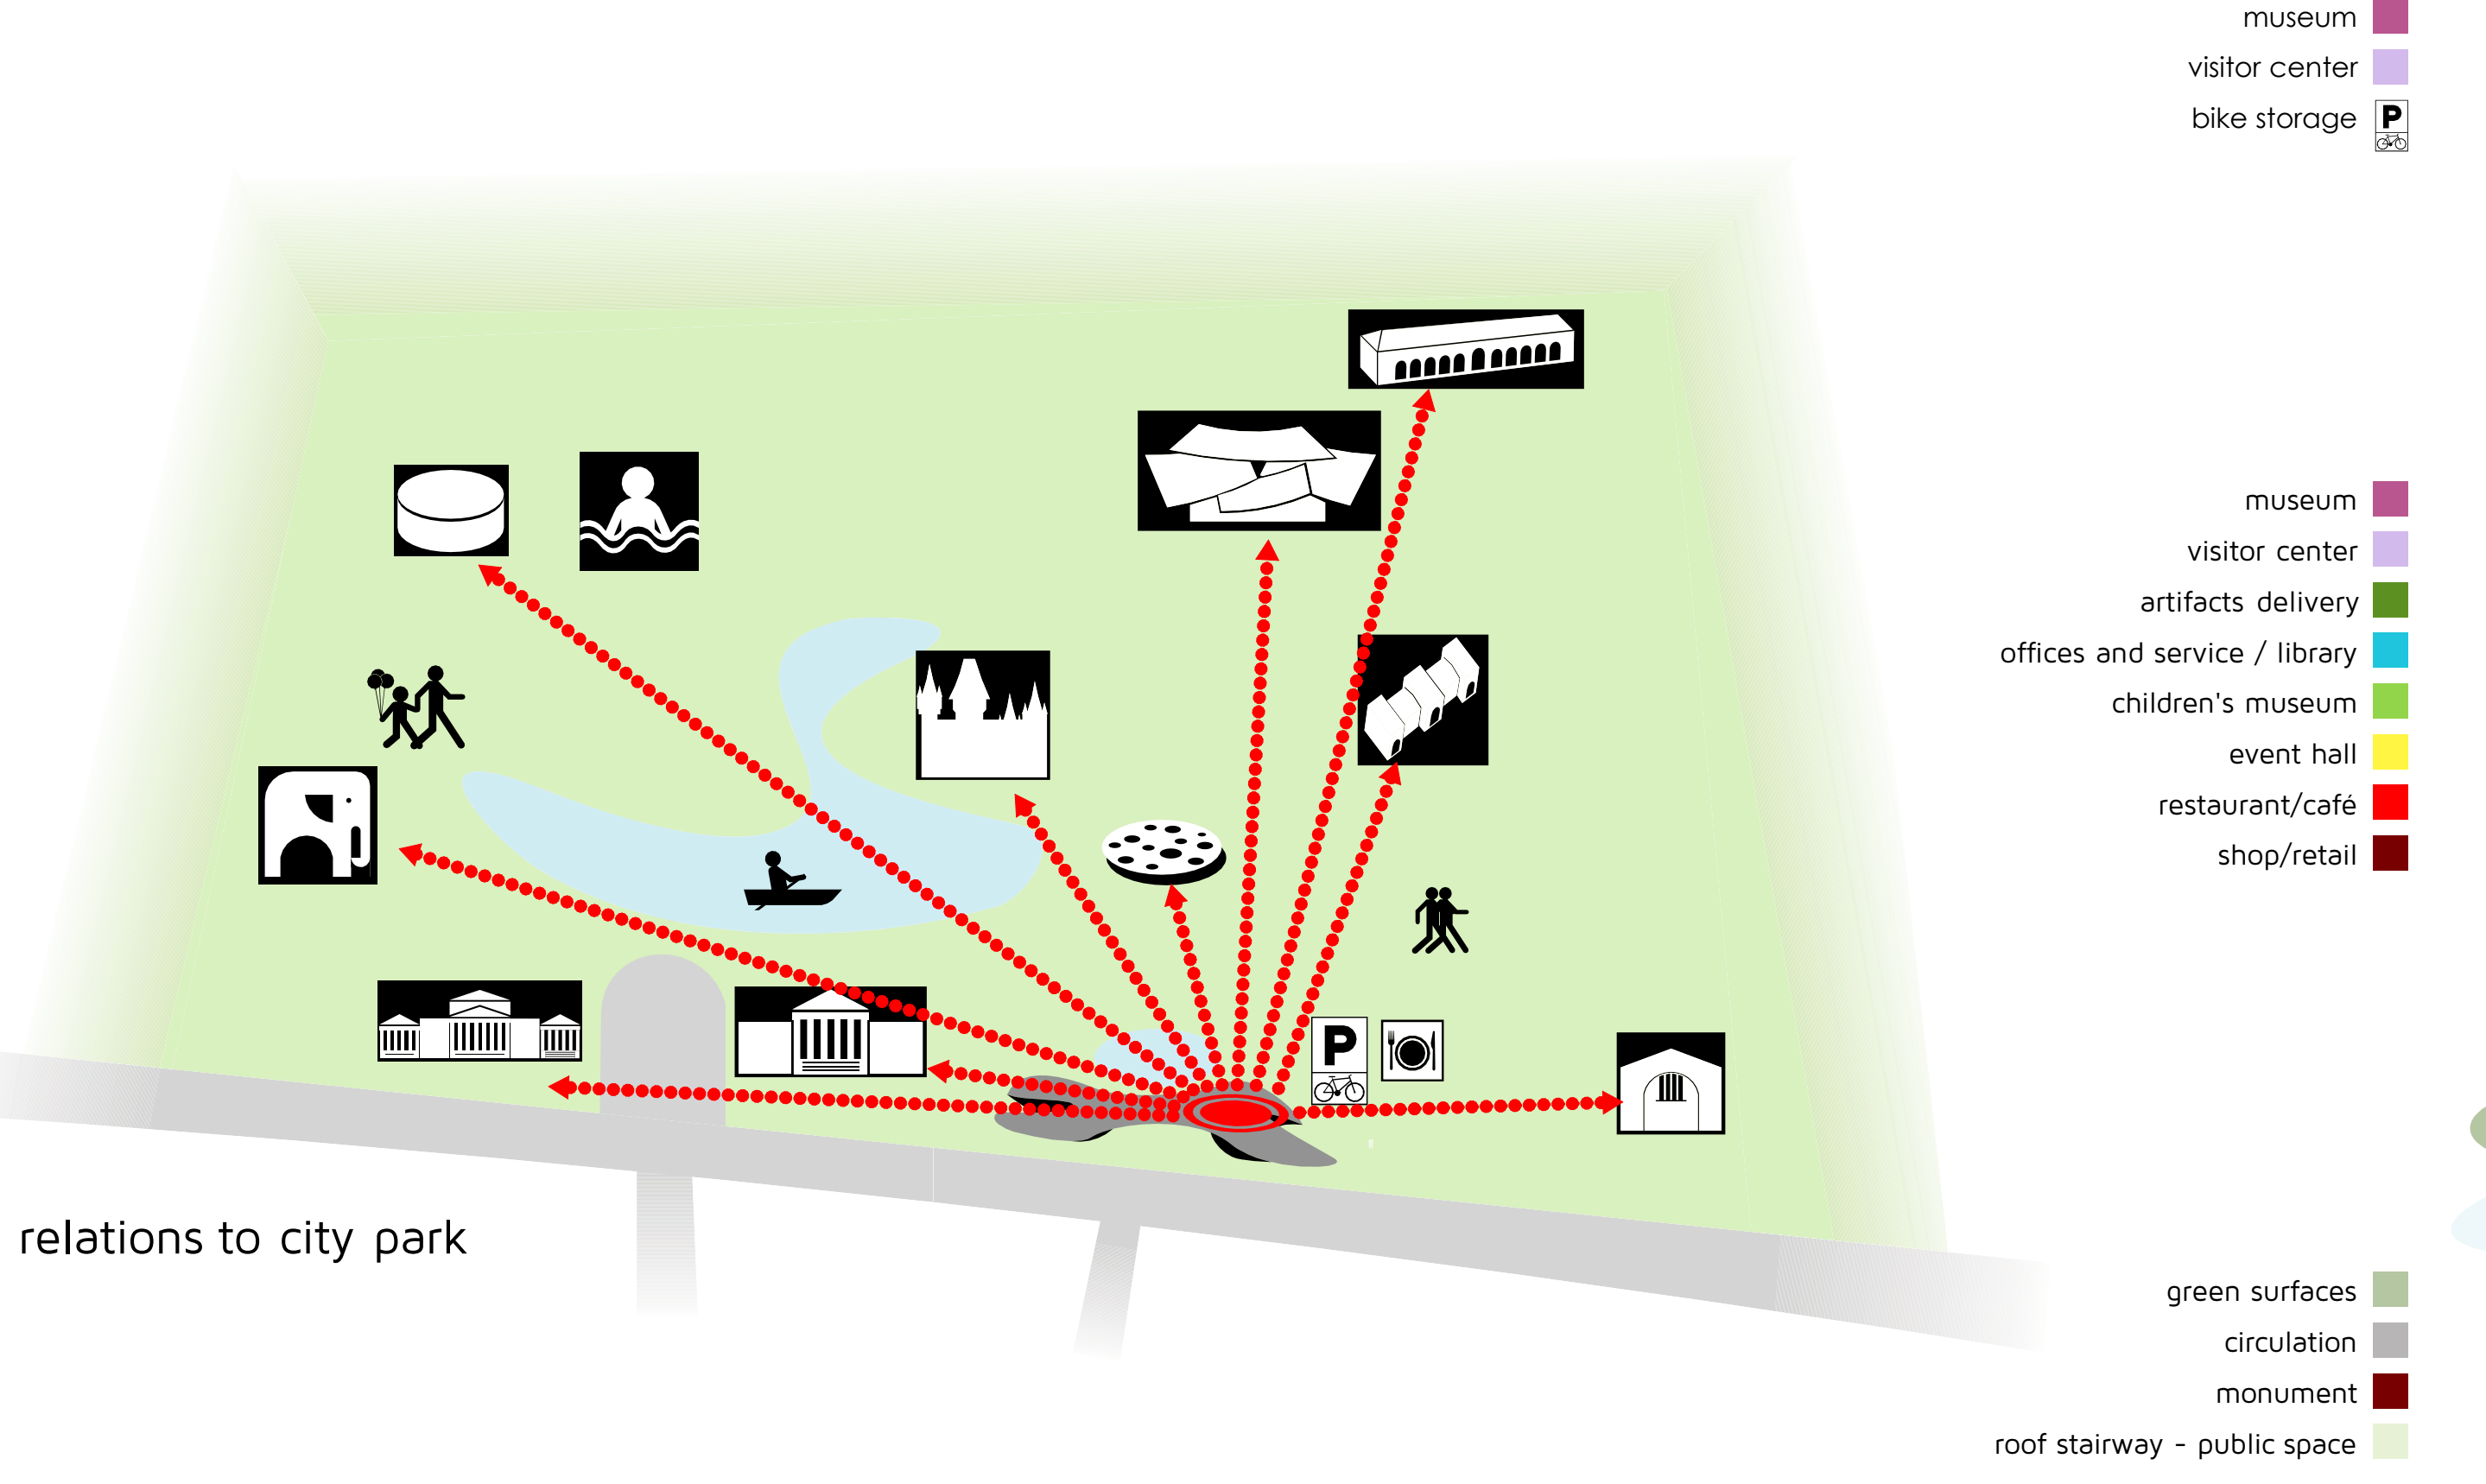 museum
visitor center
bike storage
P
museum
visitor center
artifacts delivery
offices and service / library
children's museum
event hall
restaurant/café
shop/retail
P
relations to city park
green surfaces
circulation
monument
roof stairway - public space